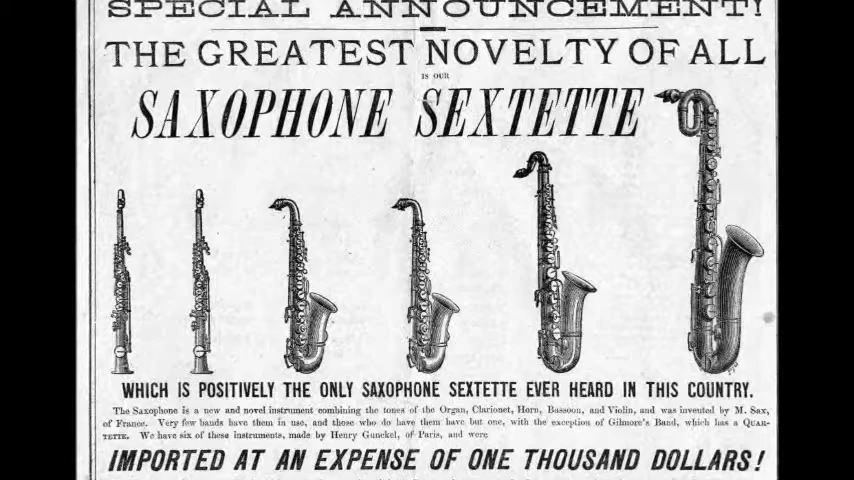 SPECIAL ANNOUNCEMENT!
THE GREATEST NOVELTY OF ALL
IS OUR
SAXOPHONE SEXTETTE
WHICH IS POSITIVELY THE ONLY SAXOPHONE SEXTETTE EVER HEARD IN THIS COUNTRY.
The Saxophone is a new and novel instrument combining the tones of the Organ, Clarionet, Horn, Bassoon, and Violin, and was invented by M. Sax,
of France. Very few bands have them in use, and those who do have them have but one, with the exception of Gilmore's Band, which has a QUAR-
TETTE. We have six of these instruments, made by Henry Gunckel, of Paris, and were
IMPORTED AT AN EXPENSE OF ONE THOUSAND DOLLARS!